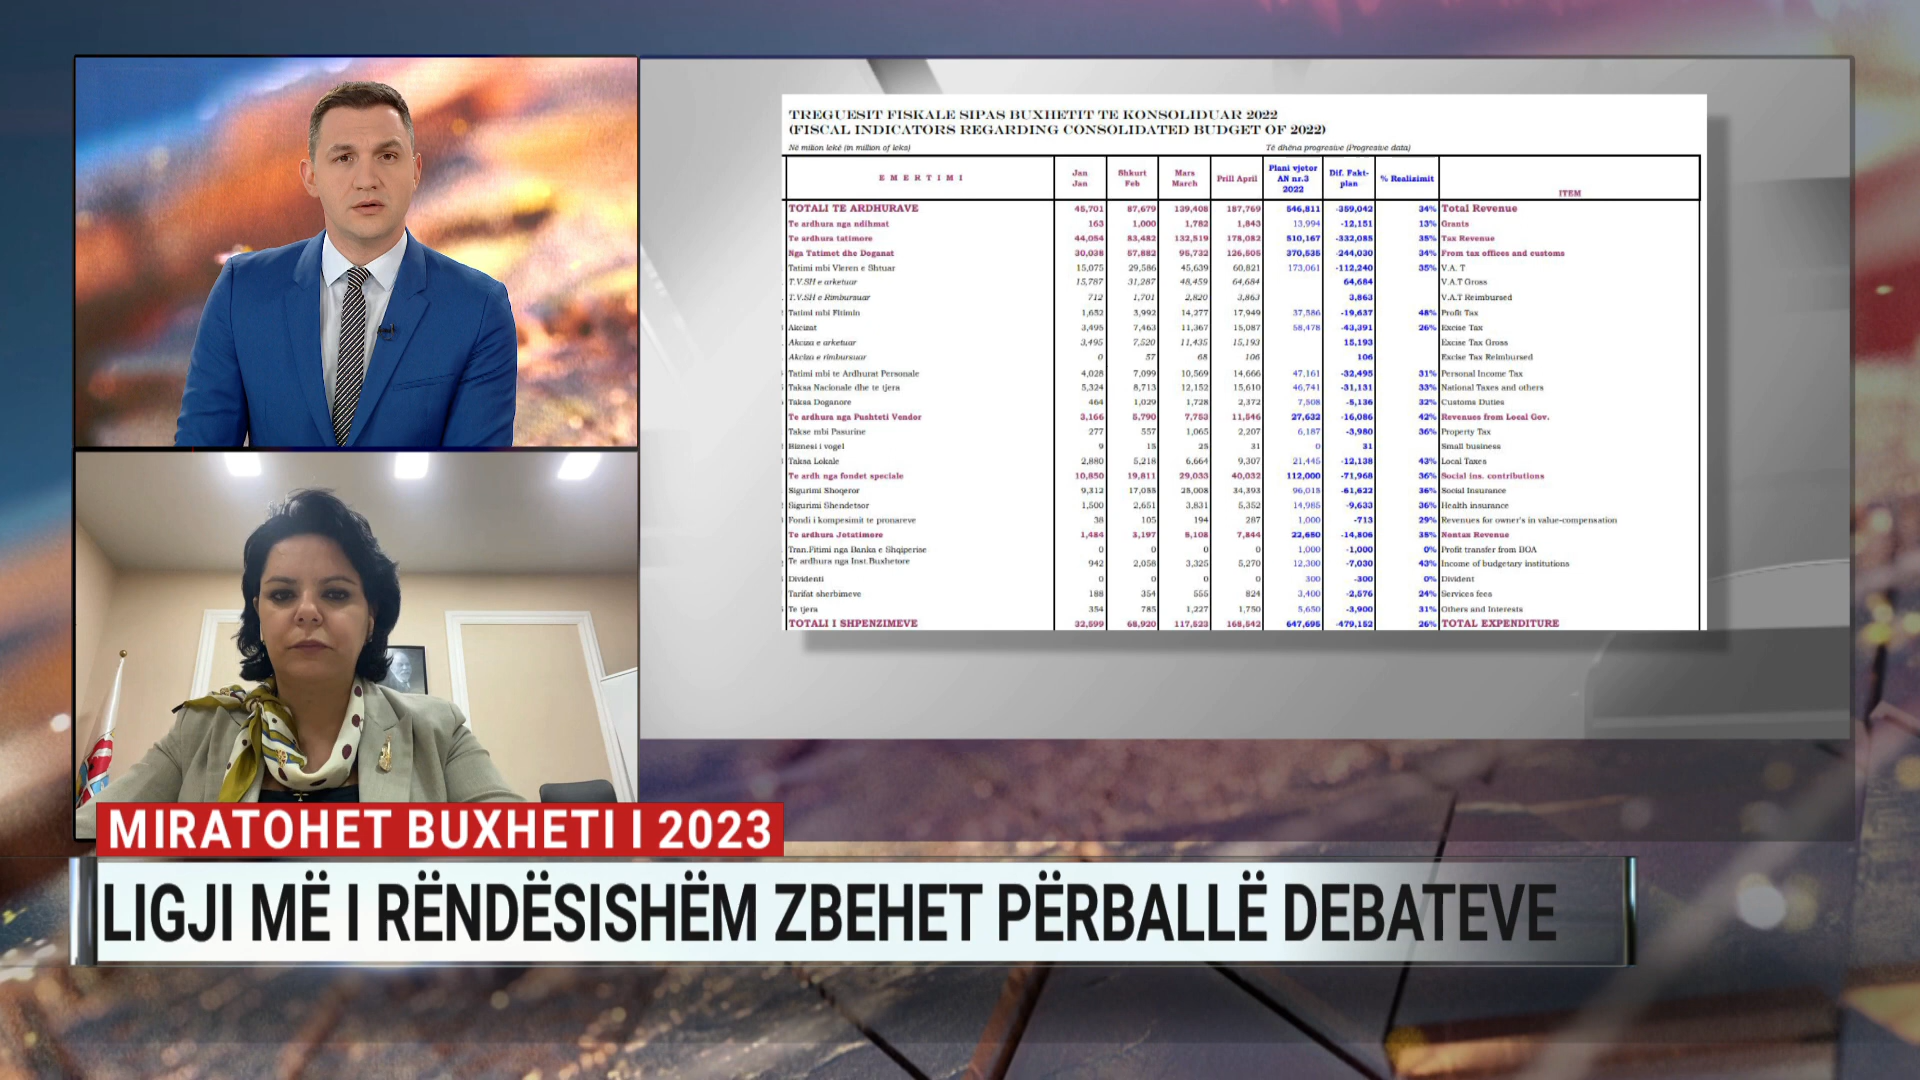 TREGUESIT FISKALE SIPAS BUXHETIT TE KONSOLIDUAR 2022
(FISCAL INDICATORS REGARDING CONSOLIDATED BUDGET OF 2022)
Në milion lekë (in million of leks) Të dhëna progresive (Progresive data)
E M E R T I M I Jan Jan Shkurt Feb Mars March Prill April Plani vjetor AN nr.3 2022 Dif. Fakt-plan % Realizimit ITEM
TOTALI TE ARDHURAVE 45,701 87,679 139,408 187,769 546,811 -359,042 34% Total Revenue
Te ardhura nga ndihmat 163 1,000 1,782 1,843 13,994 -12,151 13% Grants
Te ardhura tatimore 44,054 83,482 132,519 178,082 510,167 -332,085 35% Tax Revenue
Nga Tatimet dhe Doganat 30,038 57,882 95,732 126,505 370,535 -244,030 34% From tax offices and customs
Tatimi mbi Vleren e Shtuar 15,075 29,586 45,639 60,821 173,061 -112,240 35% V.A. T
T.V.SH e arketuar 15,787 31,287 48,459 64,684 64,684 V.A.T Gross
T.V.SH e Rimbursuar 712 1,701 2,820 3,863 3,863 V.A.T Reimbursed
Tatimi mbi Fitimin 1,652 3,992 14,277 17,949 37,586 -19,637 48% Profit Tax
Akcizat 3,495 7,463 11,367 15,087 58,478 -43,391 26% Excise Tax
Akciza e arketuar 3,495 7,520 11,435 15,193 15,193 Excise Tax Gross
Akciza e rimbursuar 0 57 68 106 106 Excise Tax Reimbursed
Tatimi mbi te Ardhurat Personale 4,028 7,099 10,569 14,666 47,161 -32,495 31% Personal Income Tax
Taksa Nacionale dhe te tjera 5,324 8,713 12,152 15,610 46,741 -31,131 33% National Taxes and others
Taksa Doganore 464 1,029 1,728 2,372 7,508 -5,136 32% Customs Duties
Te ardhura nga Pushteti Vendor 3,166 5,790 7,753 11,546 27,632 -16,086 42% Revenues from Local Gov.
Takse mbi Pasurine 277 557 1,065 2,207 6,187 -3,980 36% Property Tax
Biznesi i vogel 9 15 25 31 0 31 Small business
Taksa Lokale 2,880 5,218 6,664 9,307 21,445 -12,138 43% Local Taxes
Te ardh nga fondet speciale 10,850 19,811 29,033 40,032 112,000 -71,968 36% Social ins. contributions
Sigurimi Shoqeror 9,312 17,055 25,008 34,393 96,015 -61,622 36% Social Insurance
Sigurimi Shendetsor 1,500 2,651 3,831 5,352 14,985 -9,633 36% Health insurance
Fondi i kompesimit te pronareve 38 105 194 287 1,000 -713 29% Revenues for owner's in value-compensation
Te ardhura Jotatimore 1,484 3,197 5,108 7,844 22,650 -14,806 35% Nontax Revenue
Tran.Fitimi nga Banka e Shqiperise 0 0 0 0 1,000 -1,000 0% Profit transfer from BOA
Te ardhura nga Inst.Buxhetore 942 2,058 3,325 5,270 12,300 -7,030 43% Income of budgetary institutions
Dividenti 0 0 0 0 300 -300 0% Divident
Tarifat sherbimeve 188 354 555 824 3,400 -2,576 24% Services fees
Te tjera 354 785 1,227 1,750 5,650 -3,900 31% Others and Interests
TOTALI I SHPENZIMEVE 32,599 68,920 117,523 168,542 647,695 -479,152 26% TOTAL EXPENDITURE
MIRATOHET BUXHETI I 2023
LIGJI MË I RËNDËSISHËM ZBEHET PËRBALLË DEBATEVE